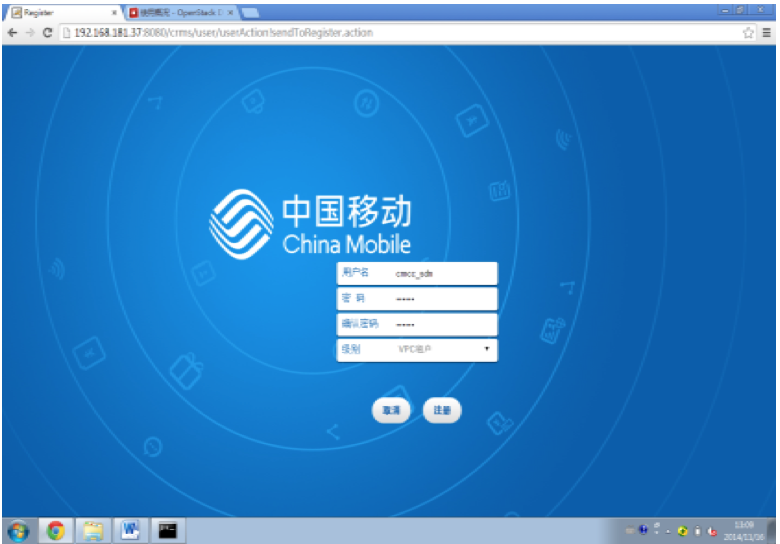 Register
使用概况 - OpenStack D
192.168.181.37:8080/crms/user/userAction!sendToRegister.action
中国移动
China Mobile
用户名 cmcc_sdn
密 码 ••••
确认密码 ••••
级别 VPC租户
取消 注册
13:09
2014/11/16